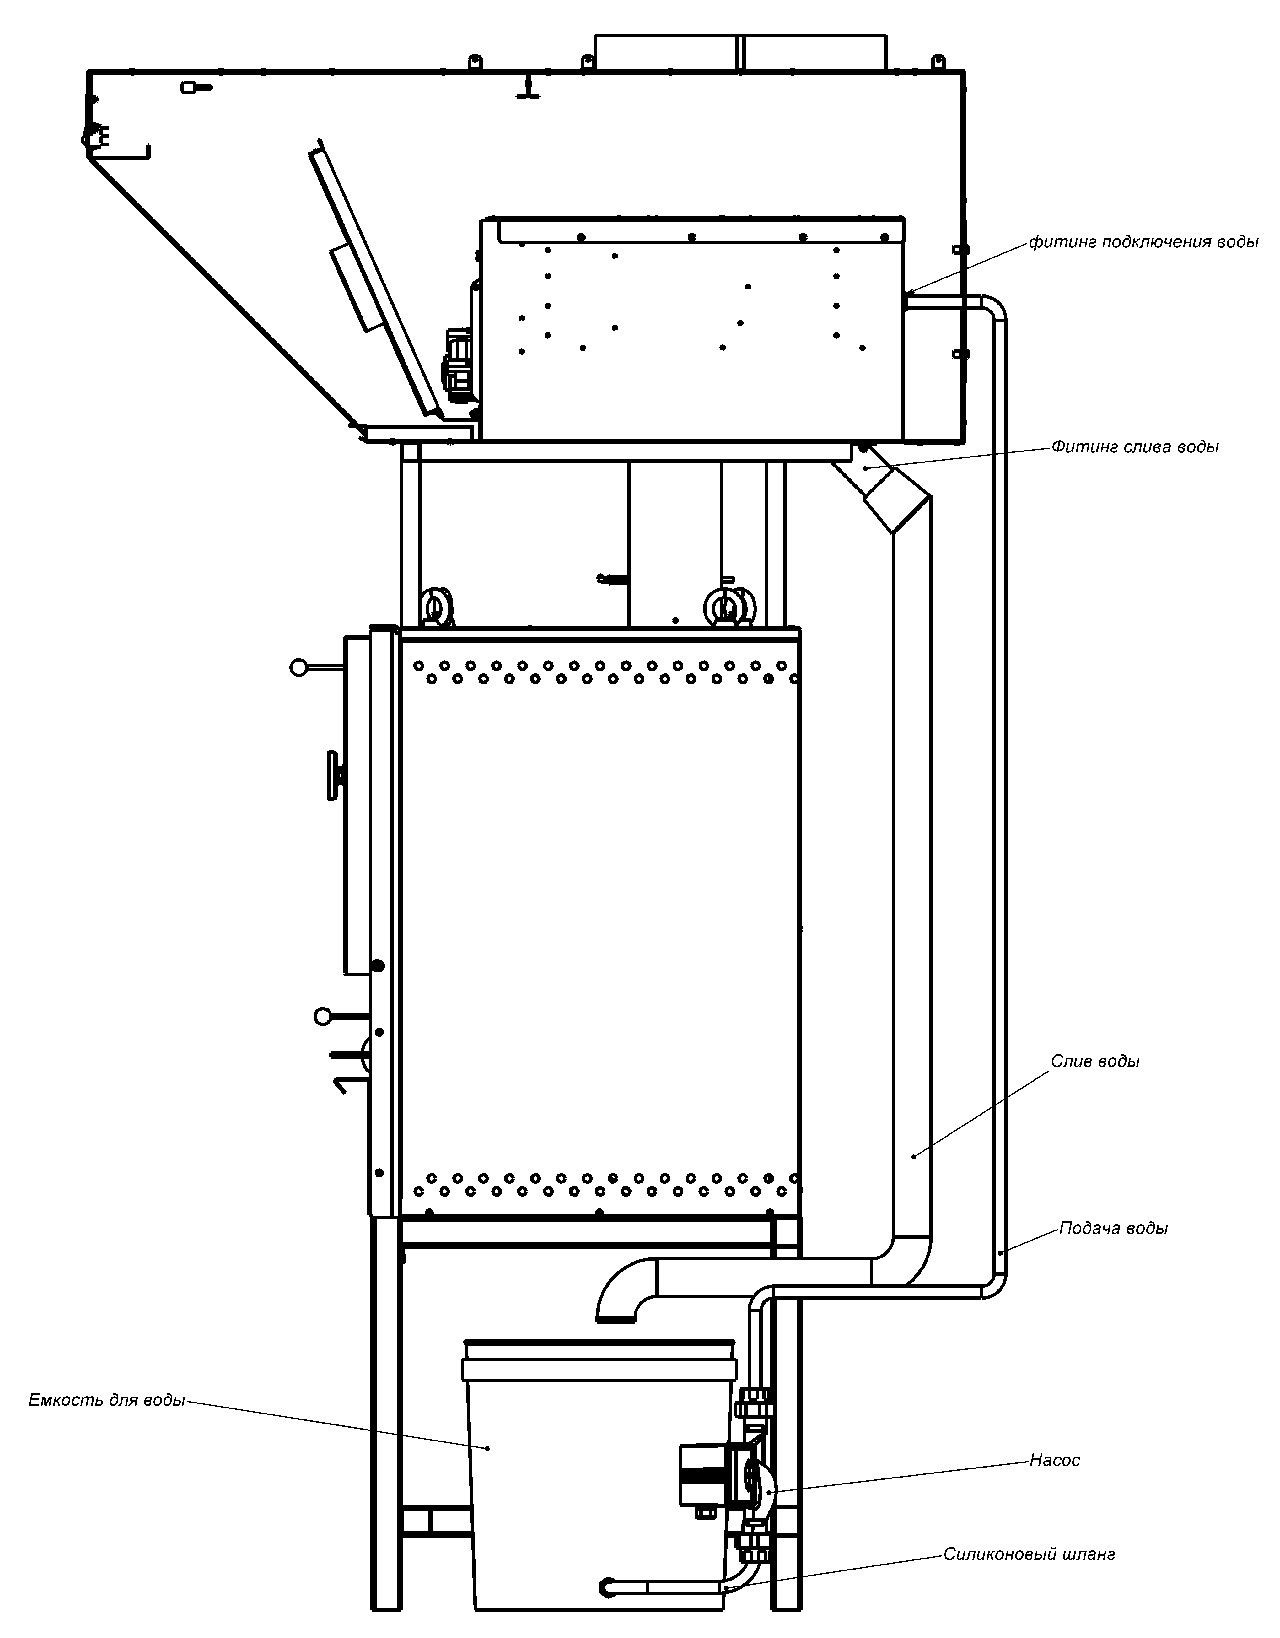 фитинг подключения воды
Фитинг слива воды
Слив воды
Подача воды
Емкость для воды
Насос
Силиконовый шланг